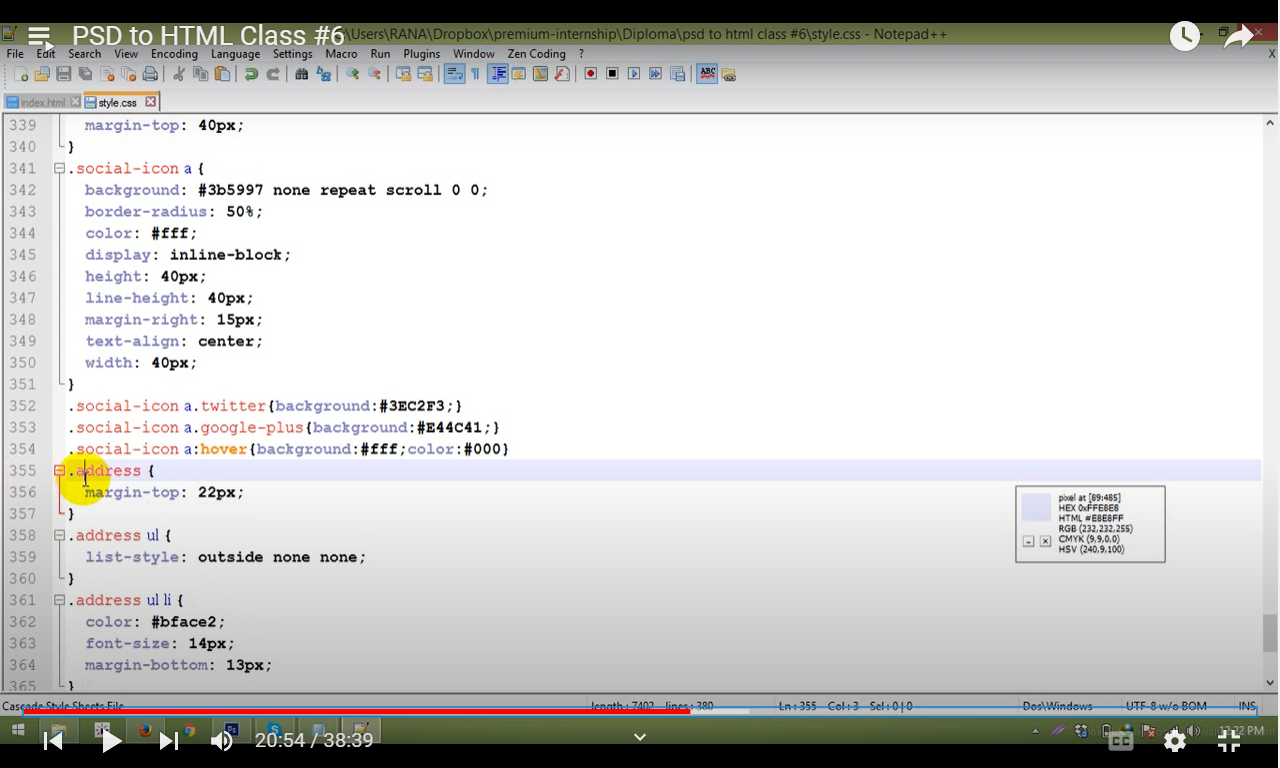 PSD to HTML Class #6
\Users\RANA\Dropbox\premium-internship\Diploma\psd to html class #6\style.css - Notepad++
File Edit Search View Encoding Language Settings Macro Run Plugins Window Zen Coding ? X
index.html style.css
339 margin-top: 40px;
340 }
341 .social-icon a {
342 background: #3b5997 none repeat scroll 0 0;
343 border-radius: 50%;
344 color: #fff;
345 display: inline-block;
346 height: 40px;
347 line-height: 40px;
348 margin-right: 15px;
349 text-align: center;
350 width: 40px;
351 }
352 .social-icon a.twitter{background:#3EC2F3;}
353 .social-icon a.google-plus{background:#E44C41;}
354 .social-icon a:hover{background:#fff;color:#000}
355 .address {
356 margin-top: 22px;
357 }
358 .address ul {
359 list-style: outside none none;
360 }
361 .address ul li {
362 color: #bface2;
363 font-size: 14px;
364 margin-bottom: 13px;
365 }
pixel at [89:485]
HEX 0xFFE8E8
HTML #E8E8FF
RGB (232,232,255)
CMYK (9,9,0,0)
HSV (240,9,100)
Cascade Style Sheets File length : 7402 lines : 380 Ln : 355 Col : 3 Sel : 0 | 0 Dos\Windows UTF-8 w/o BOM INS
20:54 / 38:39
CC
12:22 PM